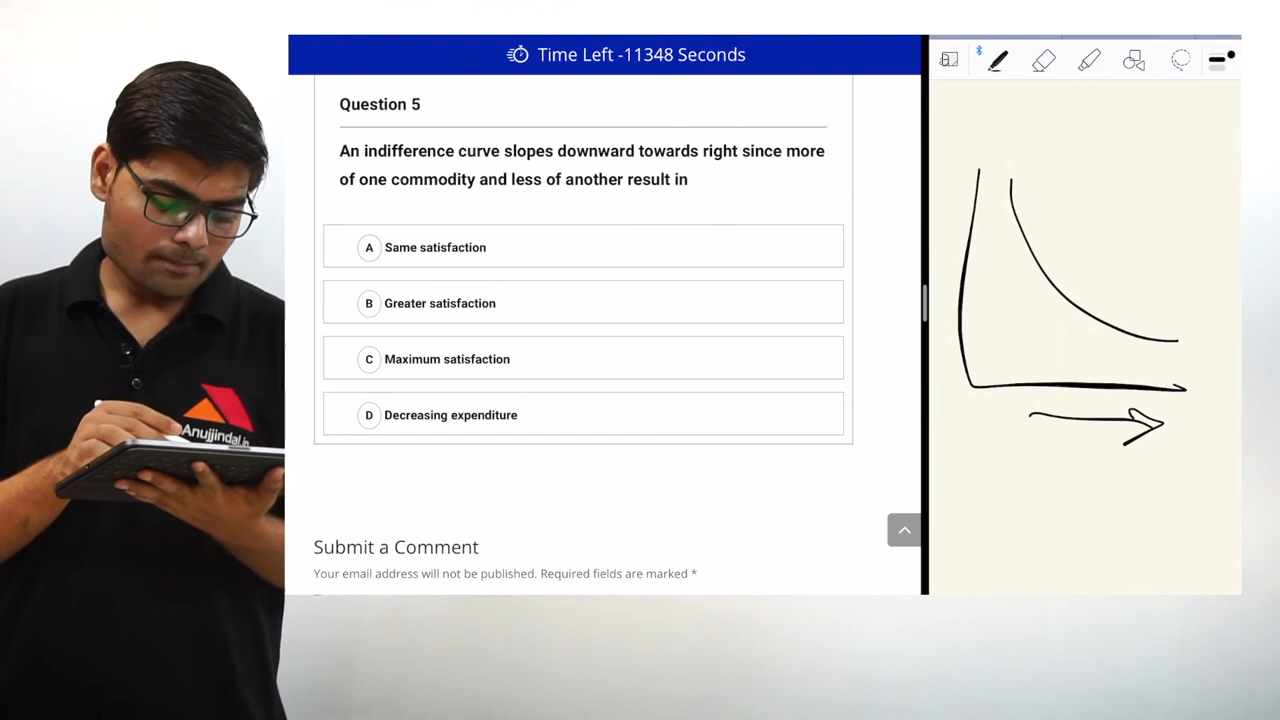 Time Left -11348 Seconds
Question 5
An indifference curve slopes downward towards right since more
of one commodity and less of another result in
A Same satisfaction
B Greater satisfaction
C Maximum satisfaction
D Decreasing expenditure
Anujjindal.in
Submit a Comment
Your email address will not be published. Required fields are marked *